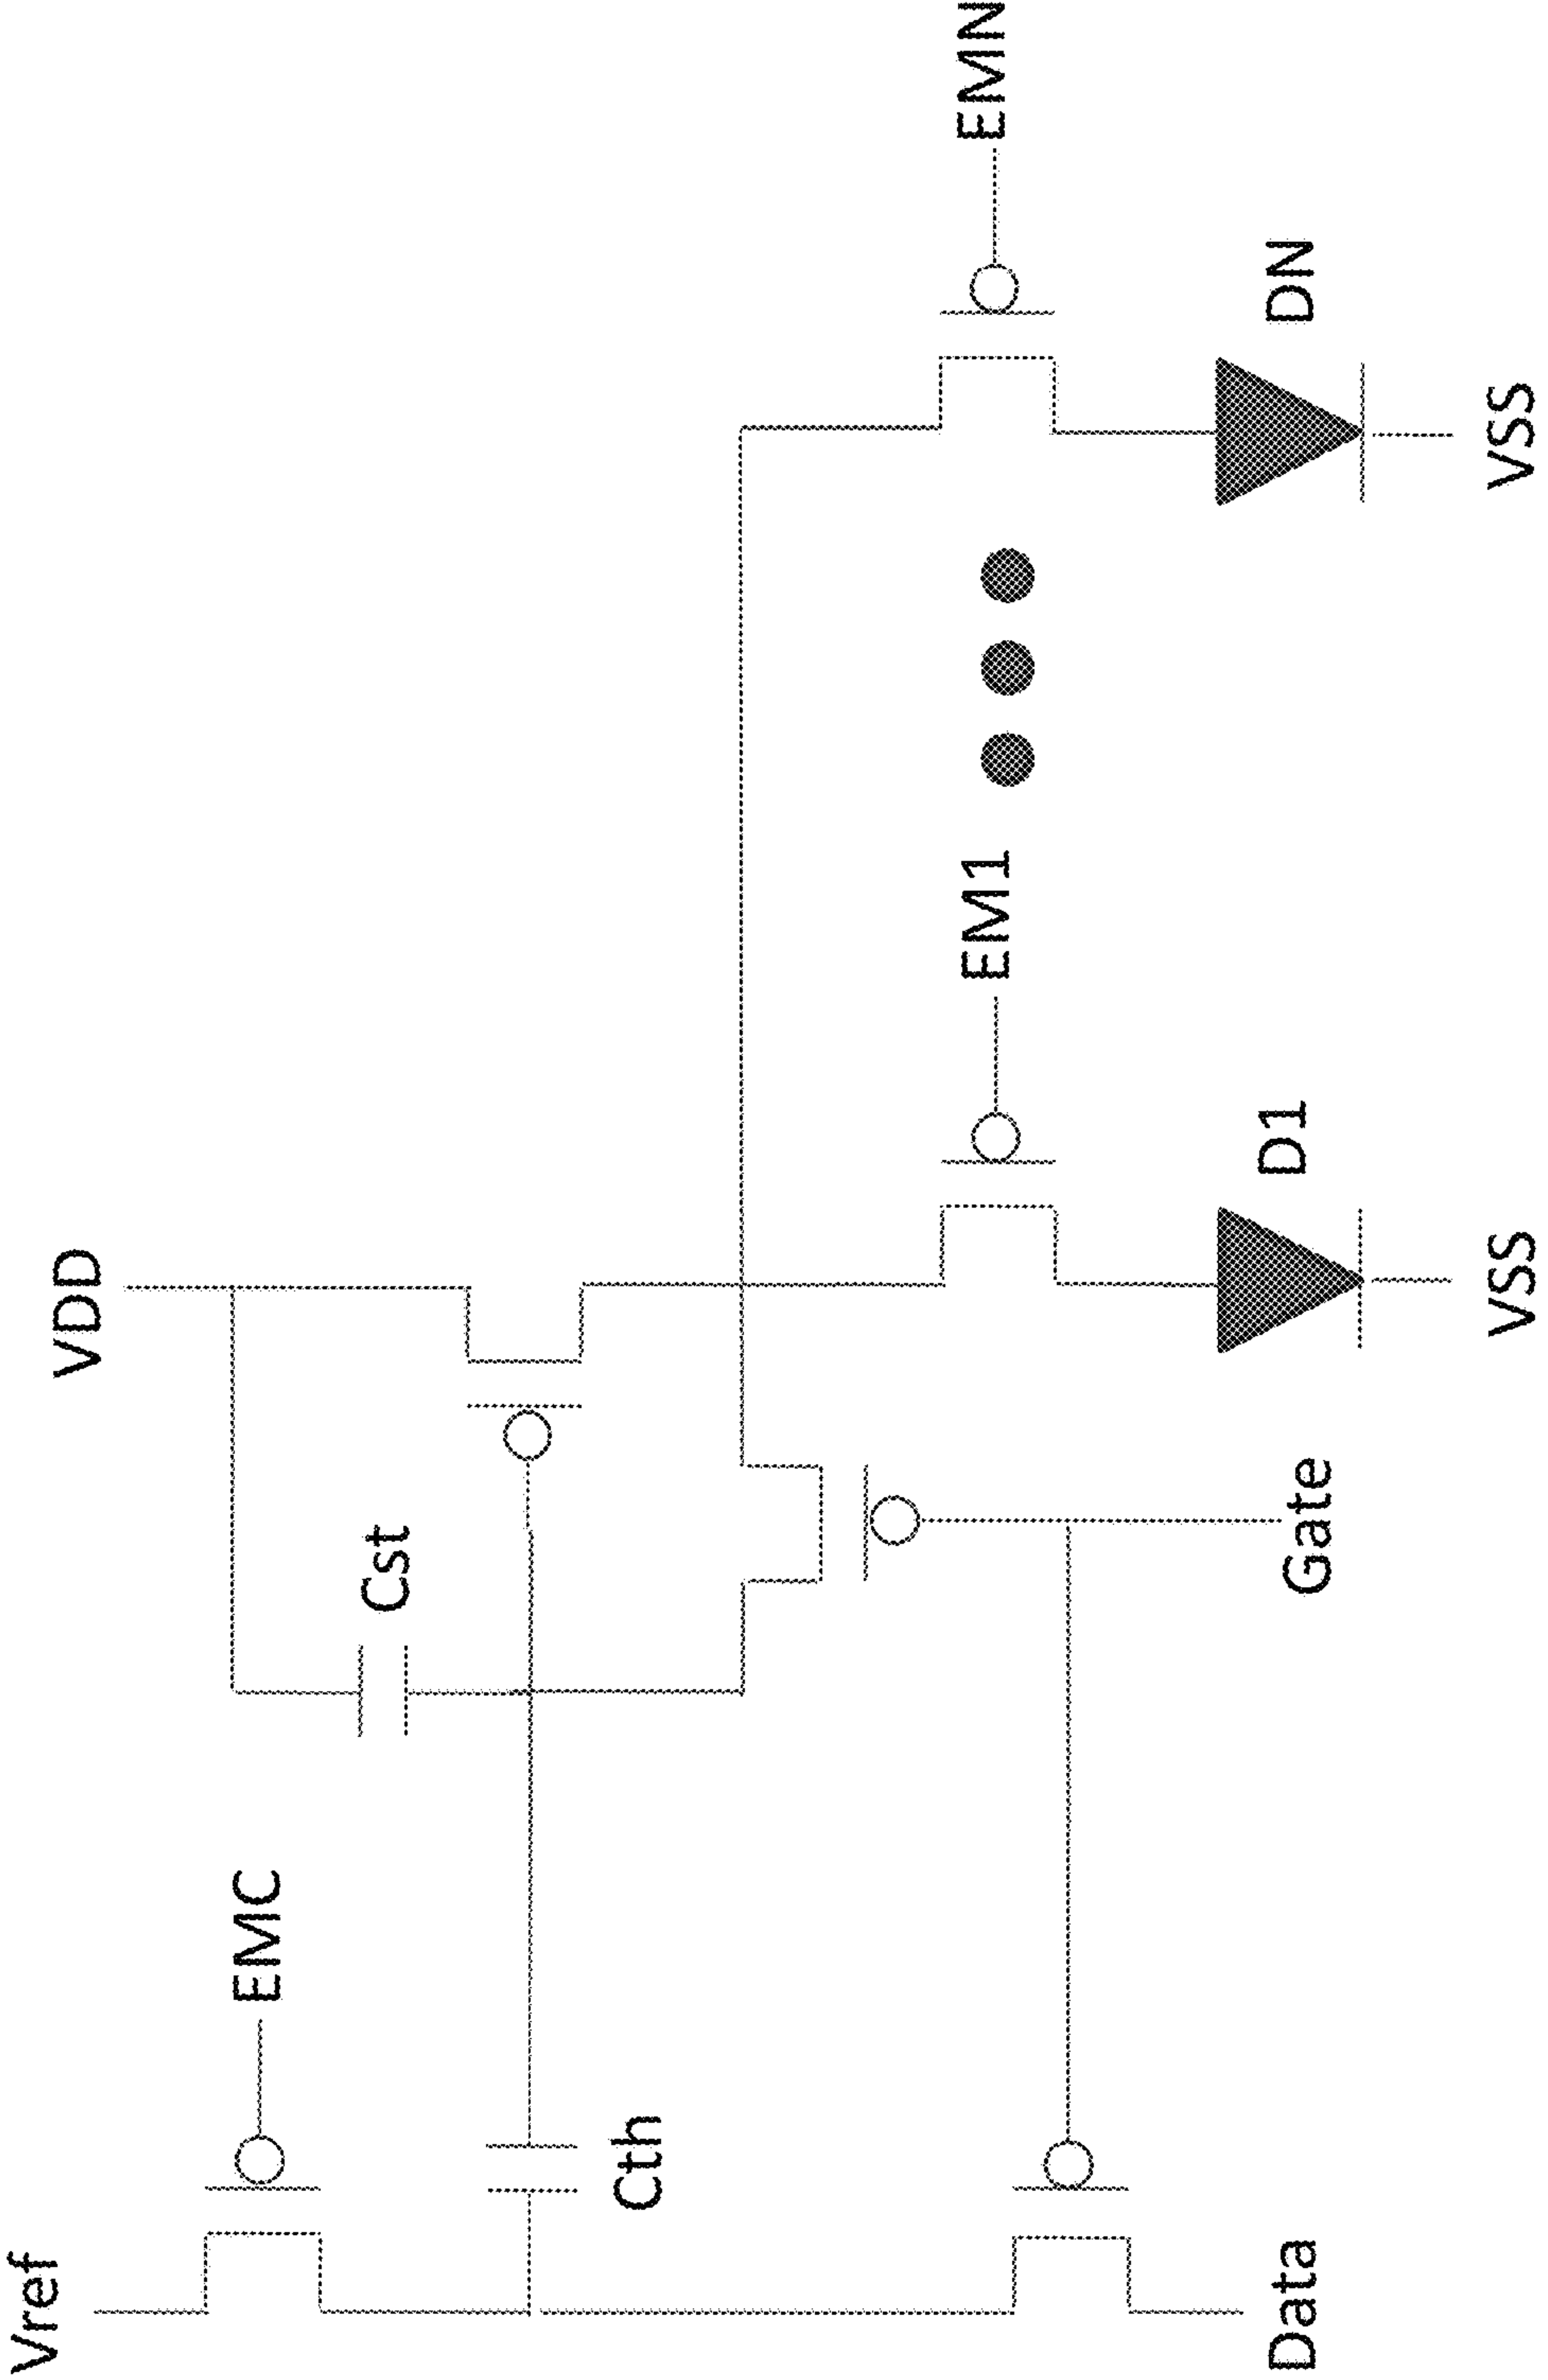 Vref
VDD
EMC
Cst
Cth
EM1
EMN
Data
Gate
D1
DN
VSS
VSS